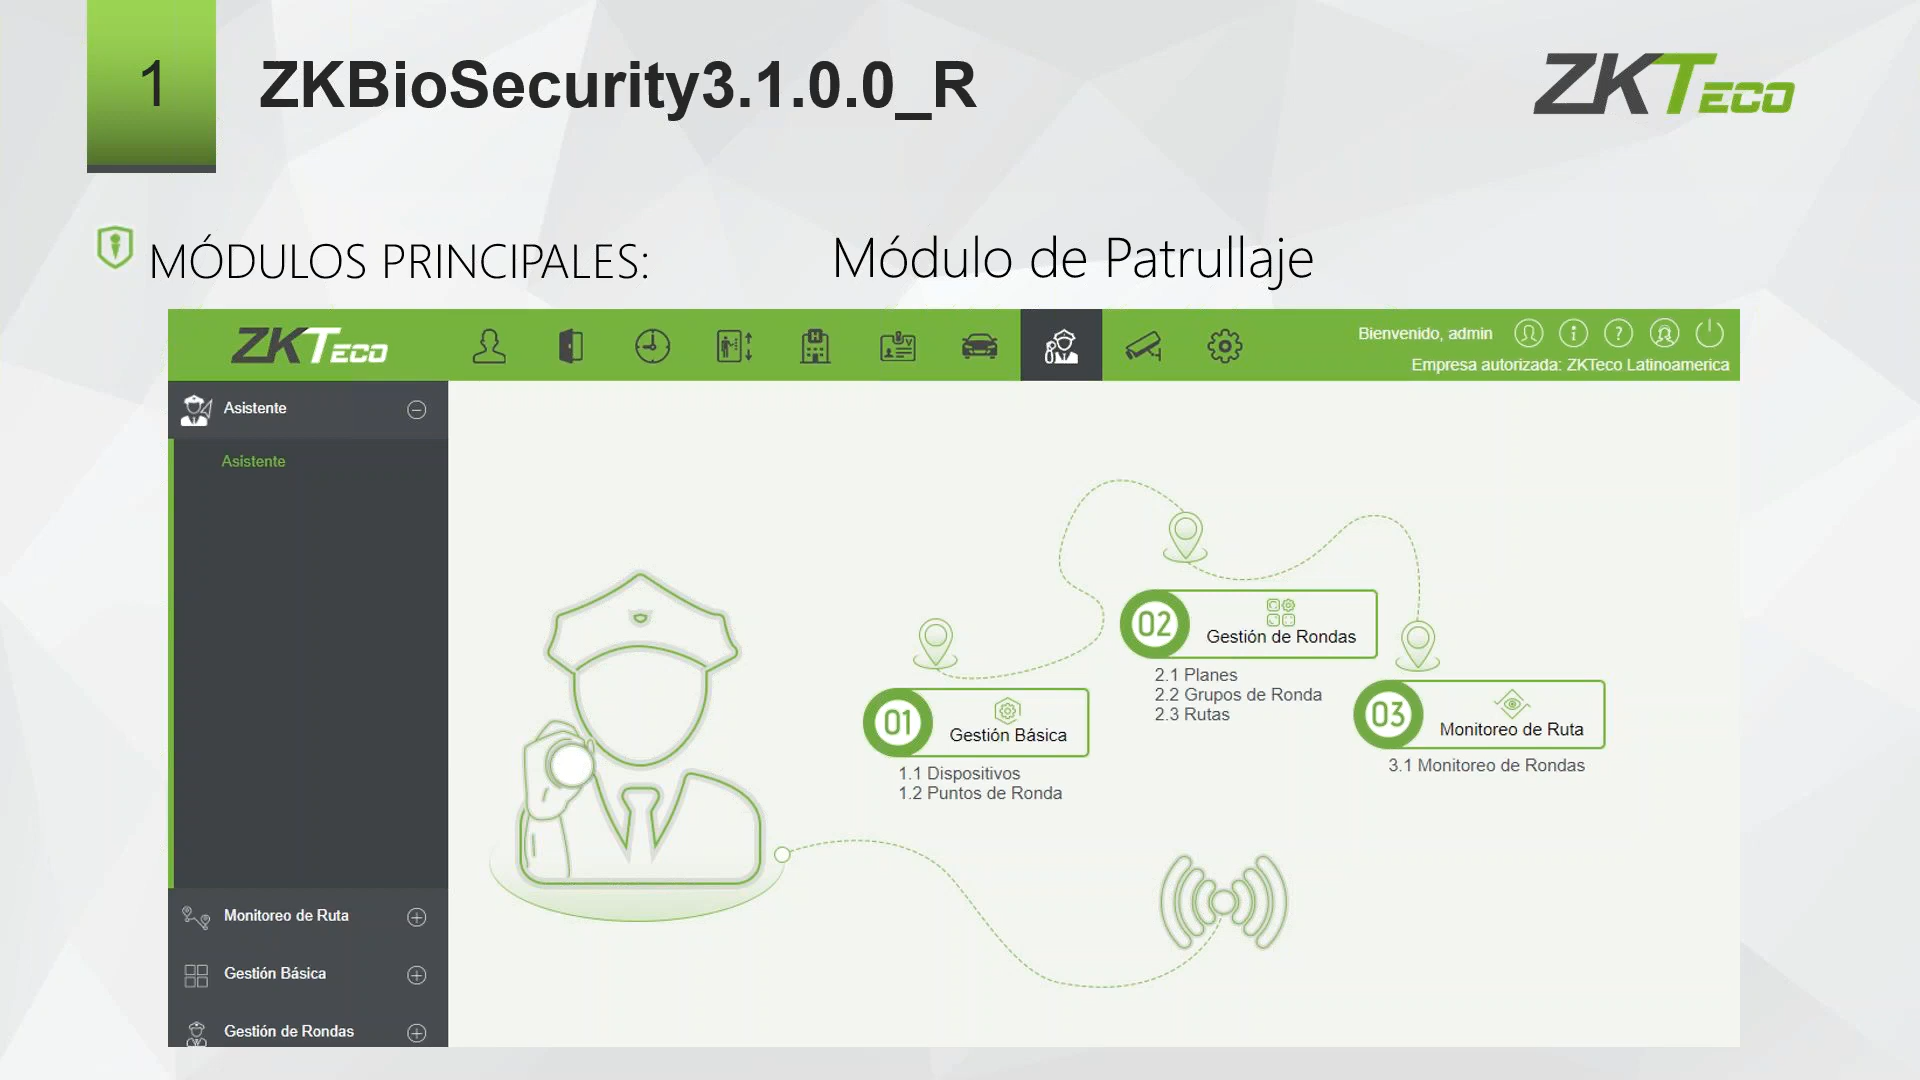 1
ZKBioSecurity3.1.0.0_R
ZKTECO
MÓDULOS PRINCIPALES:
Módulo de Patrullaje
ZKTECO
Bienvenido, admin
Empresa autorizada: ZKTeco Latinoamerica
Asistente
Asistente
Monitoreo de Ruta
Gestión Básica
Gestión de Rondas
01
Gestión Básica
1.1 Dispositivos
1.2 Puntos de Ronda
02
Gestión de Rondas
2.1 Planes
2.2 Grupos de Ronda
2.3 Rutas
03
Monitoreo de Ruta
3.1 Monitoreo de Rondas